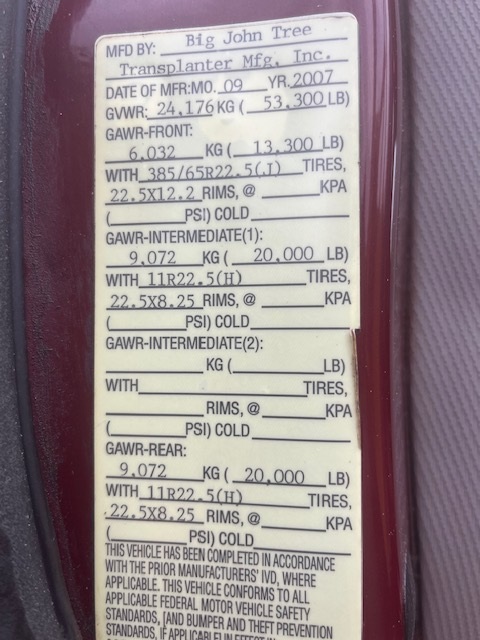 MFD BY: Big John Tree
Transplanter Mfg. Inc.
DATE OF MFR:MO. 09 YR. 2007
GVWR: 24,176 KG ( 53,300 LB)
GAWR-FRONT:
6,032 KG ( 13,300 LB)
WITH 385/65R22.5(J) TIRES,
22.5X12.2 RIMS, @ KPA
( PSI) COLD
GAWR-INTERMEDIATE(1):
9,072 KG ( 20,000 LB)
WITH 11R22.5(H) TIRES,
22.5X8.25 RIMS, @ KPA
( PSI) COLD
GAWR-INTERMEDIATE(2):
KG ( LB)
WITH TIRES,
RIMS, @ KPA
( PSI) COLD
GAWR-REAR:
9,072 KG ( 20,000 LB)
WITH 11R22.5(H) TIRES,
22.5X8.25 RIMS, @ KPA
( PSI) COLD
THIS VEHICLE HAS BEEN COMPLETED IN ACCORDANCE
WITH THE PRIOR MANUFACTURERS' IVD, WHERE
APPLICABLE. THIS VEHICLE CONFORMS TO ALL
APPLICABLE FEDERAL MOTOR VEHICLE SAFETY
STANDARDS, [AND BUMPER AND THEFT PREVENTION
STANDARDS, IF APPLICABLE] IN EFFECT IN